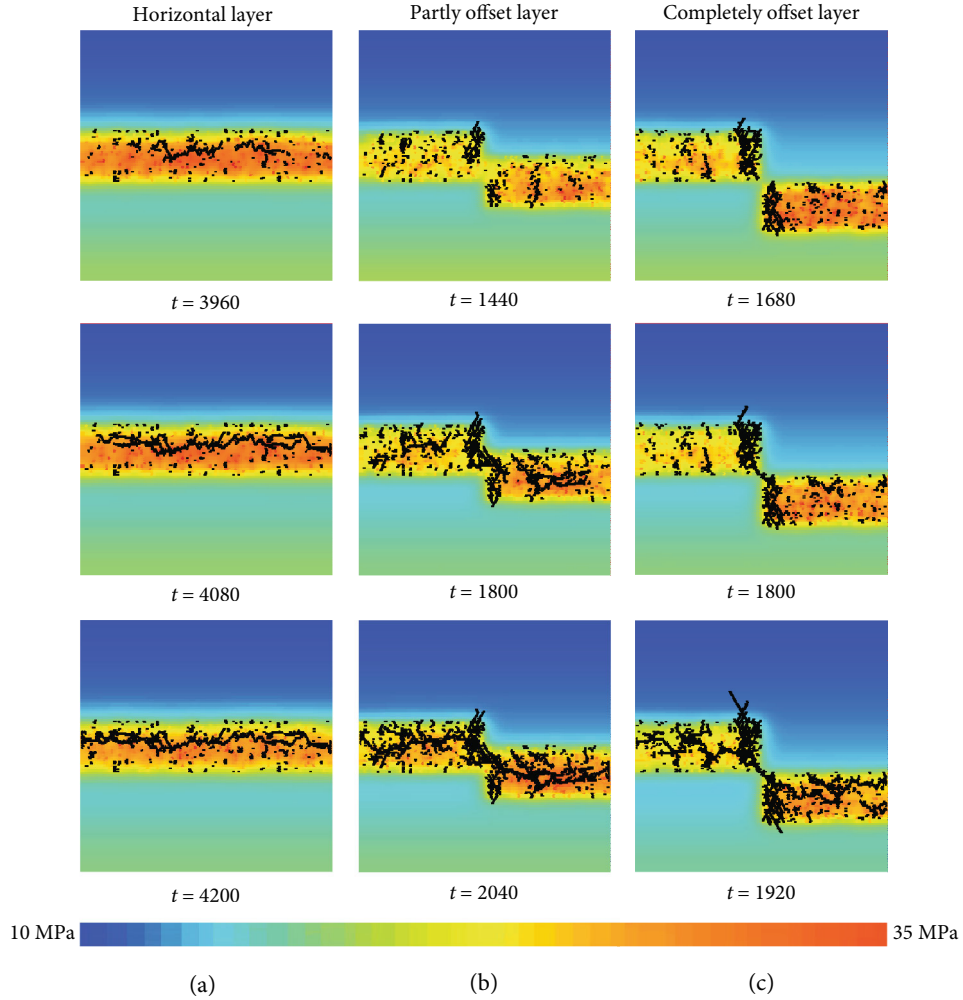 Horizontal layer Partly offset layer Completely offset layer
t = 3960 t = 1440 t = 1680
t = 4080 t = 1800 t = 1800
t = 4200 t = 2040 t = 1920
10 MPa 35 MPa
(a) (b) (c)